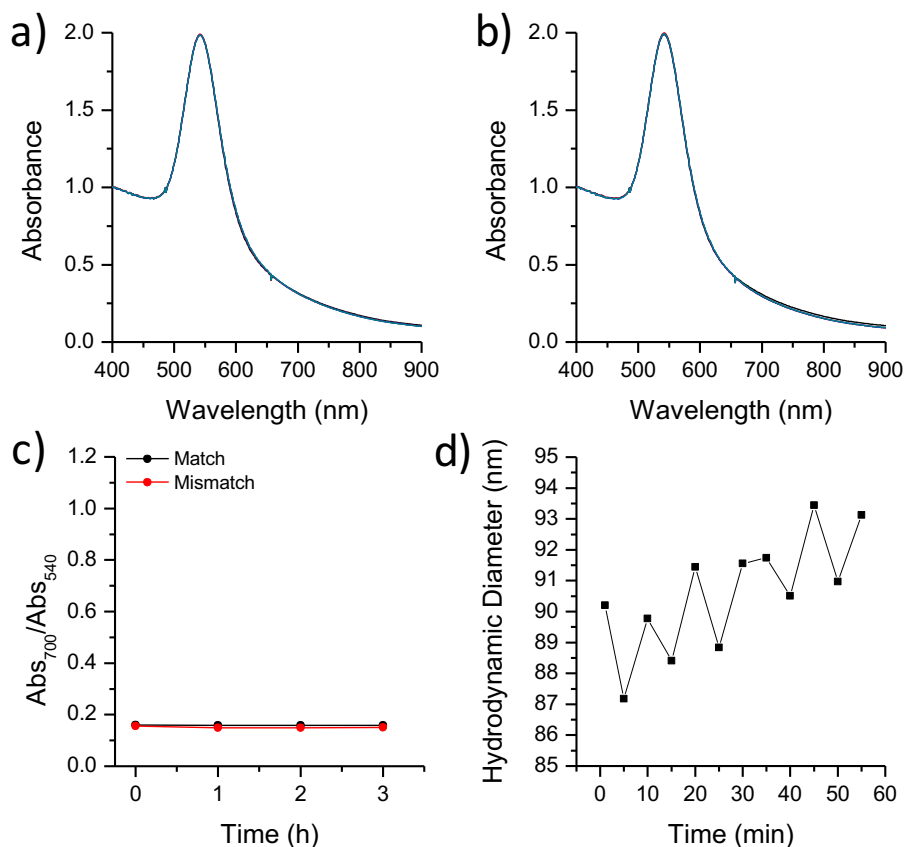 a)
2.0
1.5
1.0
0.5
0.0
Absorbance
400 500 600 700 800 900
Wavelength (nm)
b)
2.0
1.5
1.0
0.5
0.0
Absorbance
400 500 600 700 800 900
Wavelength (nm)
c)
Match
Mismatch
1.2
1.0
0.8
0.6
0.4
0.2
0.0
Abs700/Abs540
0 1 2 3
Time (h)
d)
95
94
93
92
91
90
89
88
87
86
85
Hydrodynamic Diameter (nm)
0 10 20 30 40 50 60
Time (min)